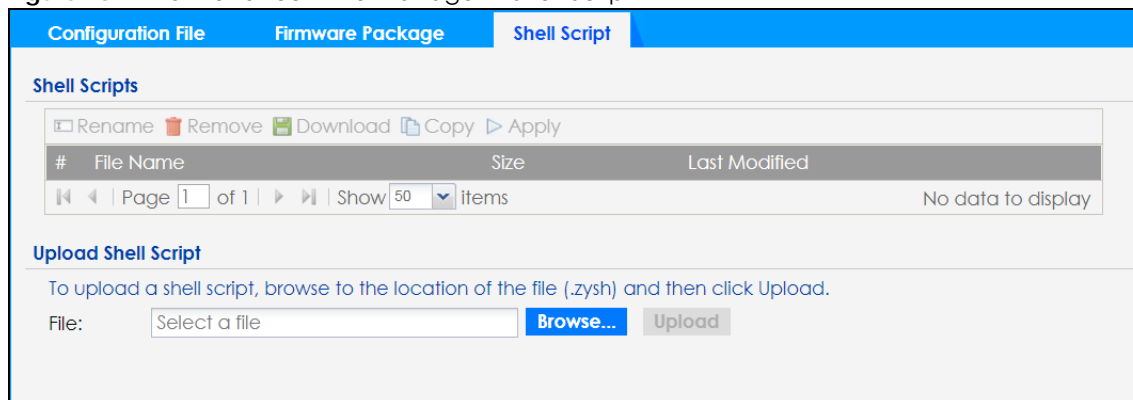 Configuration File Firmware Package Shell Script
Shell Scripts
Rename Remove Download Copy Apply
# File Name Size Last Modified
Page 1 of 1 Show 50 items No data to display
Upload Shell Script
To upload a shell script, browse to the location of the file (.zysh) and then click Upload.
File: Select a file Browse... Upload